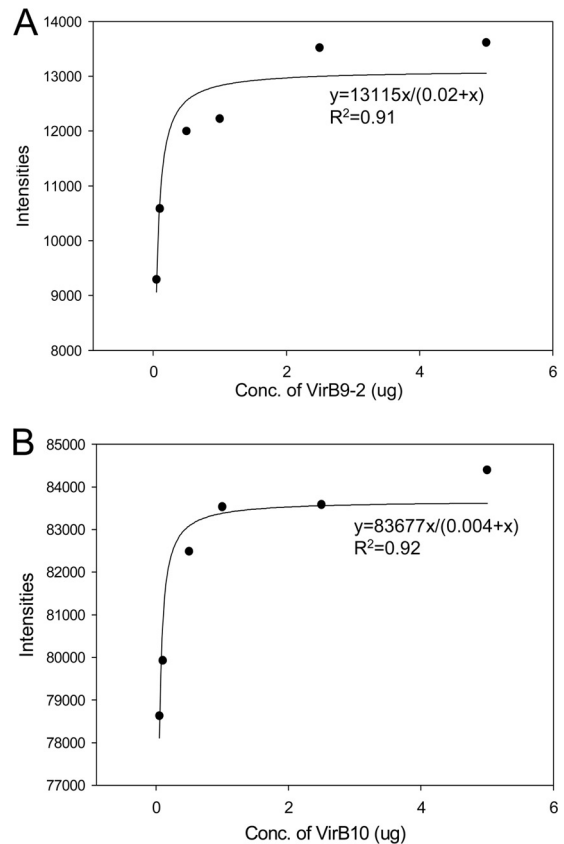 A
14000
13000
12000
11000
10000
9000
8000
Intensities
y=13115x/(0.02+x)
R²=0.91
0 2 4 6
Conc. of VirB9-2 (ug)
B
85000
84000
83000
82000
81000
80000
79000
78000
77000
Intensities
y=83677x/(0.004+x)
R²=0.92
0 2 4 6
Conc. of VirB10 (ug)